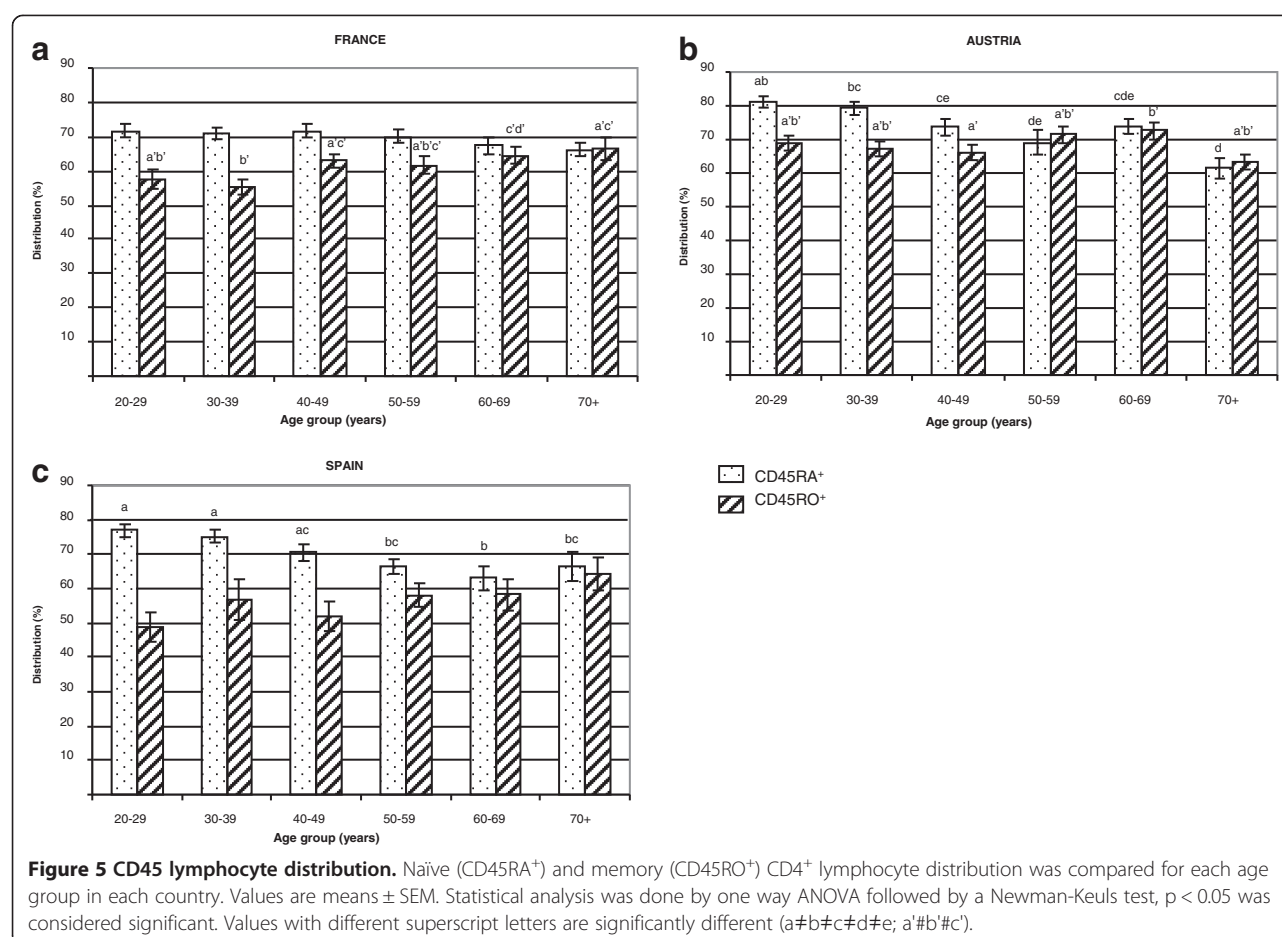 a
FRANCE
90
80
70
60
50
40
30
20
10
Distribution (%)
a'b'
b'
a'c'
a'b'c'
c'd'
a'c'
20-29 30-39 40-49 50-59 60-69 70+
Age group (years)
b
AUSTRIA
90
80
70
60
50
40
30
20
10
Distribution (%)
ab
a'b'
bc
a'b'
ce
a'
de
a'b'
cde
b'
d
a'b'
20-29 30-39 40-49 50-59 60-69 70+
Age group (years)
c
SPAIN
90
80
70
60
50
40
30
20
10
Distribution (%)
a
a
ac
bc
b
bc
20-29 30-39 40-49 50-59 60-69 70+
Age group (years)
CD45RA⁺
CD45RO⁺
Figure 5 CD45 lymphocyte distribution. Naïve (CD45RA⁺) and memory (CD45RO⁺) CD4⁺ lymphocyte distribution was compared for each age
group in each country. Values are means ± SEM. Statistical analysis was done by one way ANOVA followed by a Newman-Keuls test, p < 0.05 was
considered significant. Values with different superscript letters are significantly different (a≠b≠c≠d≠e; a'#b'#c').